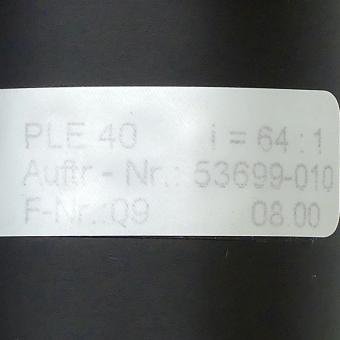 PLE 40 i = 64 : 1
Auftr - Nr.: 53699-010
F-Nr.:Q9 08.00